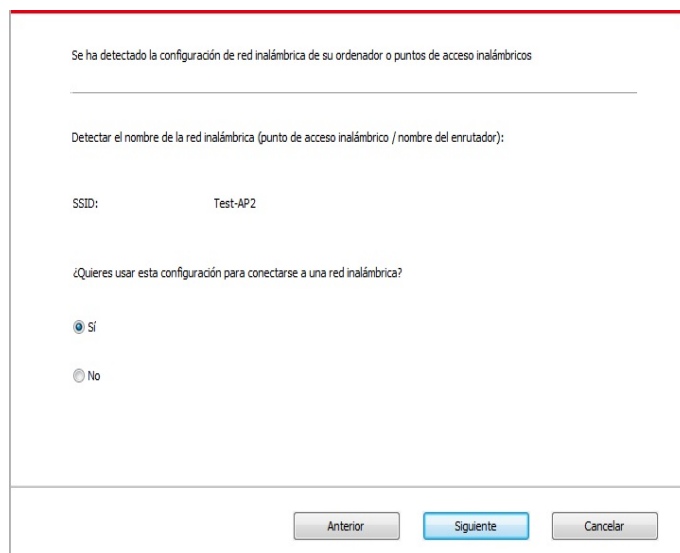 Se ha detectado la configuración de red inalámbrica de su ordenador o puntos de acceso inalámbricos
Detectar el nombre de la red inalámbrica (punto de acceso inalámbrico / nombre del enrutador):
SSID: Test-AP2
¿Quieres usar esta configuración para conectarse a una red inalámbrica?
Sí
No
Anterior Siguiente Cancelar